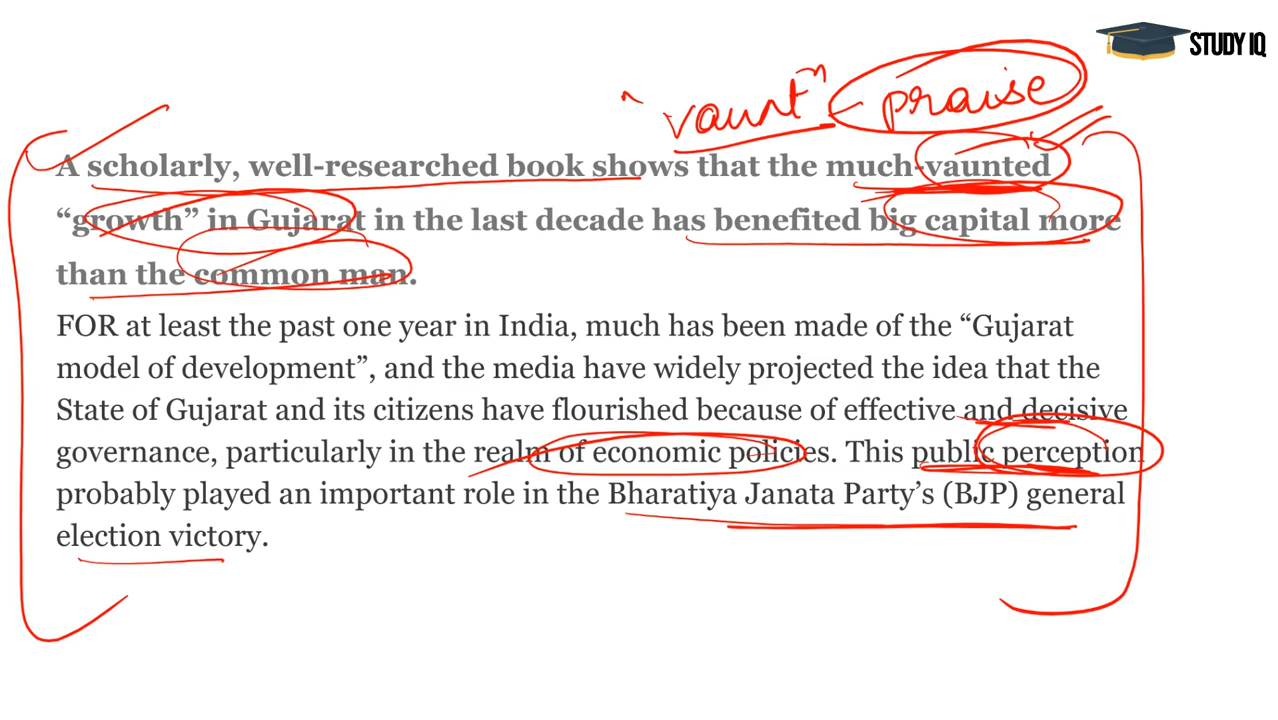 STUDY IQ
"vaunt" praise
A scholarly, well-researched book shows that the much-vaunted
“growth” in Gujarat in the last decade has benefited big capital more
than the common man.
FOR at least the past one year in India, much has been made of the “Gujarat
model of development”, and the media have widely projected the idea that the
State of Gujarat and its citizens have flourished because of effective and decisive
governance, particularly in the realm of economic policies. This public perception
probably played an important role in the Bharatiya Janata Party’s (BJP) general
election victory.